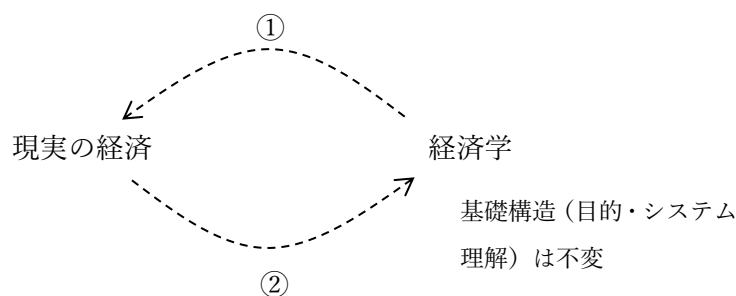 ①
現実の経済
経済学
基礎構造（目的・システム
理解）は不変
②